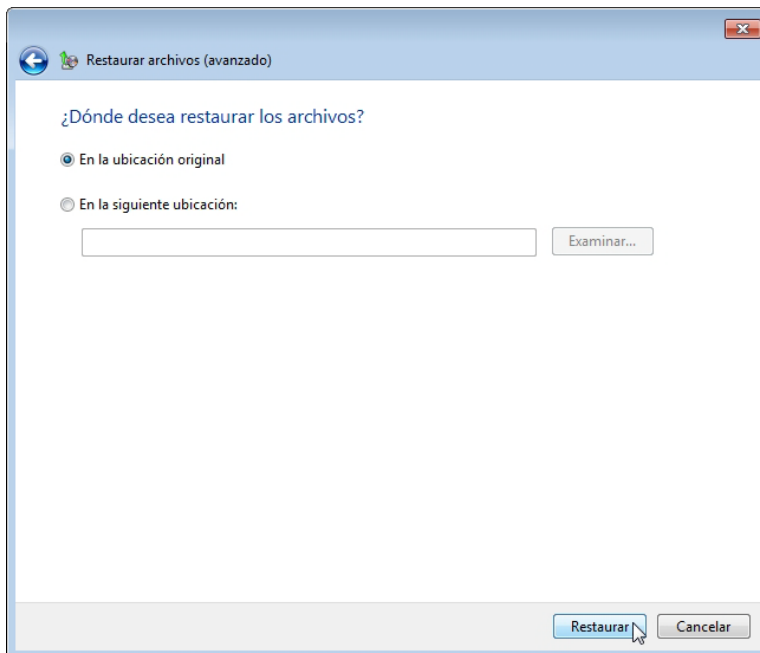 Restaurar archivos (avanzado)
¿Dónde desea restaurar los archivos?
En la ubicación original
En la siguiente ubicación:
Examinar...
Restaurar
Cancelar